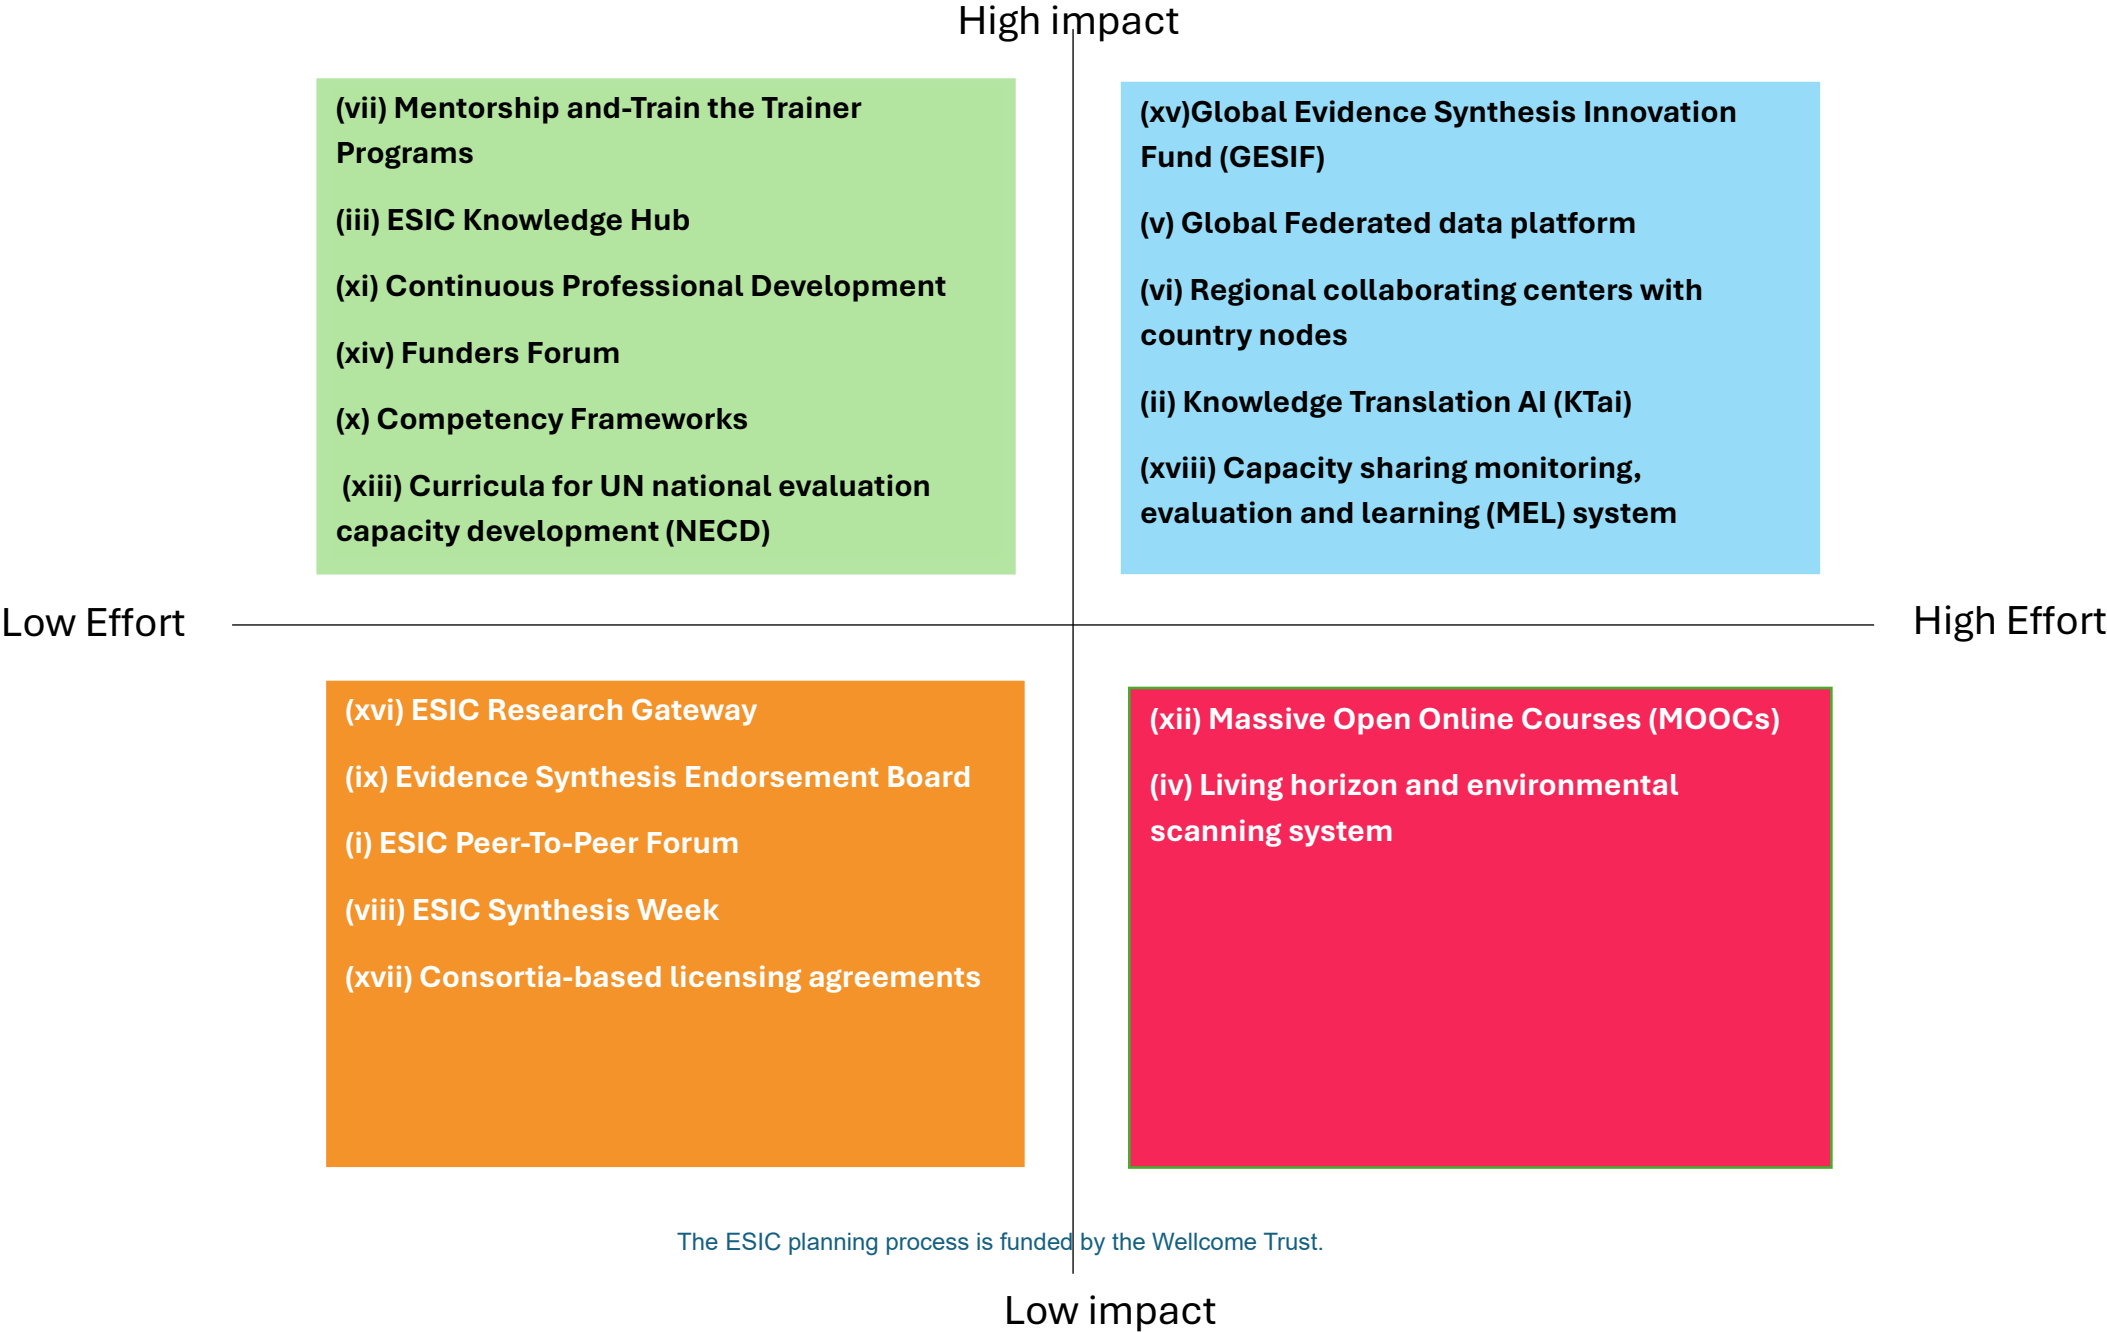 High impact
(vii) Mentorship and-Train the Trainer
Programs
(iii) ESIC Knowledge Hub
(xi) Continuous Professional Development
(xiv) Funders Forum
(x) Competency Frameworks
(xiii) Curricula for UN national evaluation
capacity development (NECD)
(xv)Global Evidence Synthesis Innovation
Fund (GESIF)
(v) Global Federated data platform
(vi) Regional collaborating centers with
country nodes
(ii) Knowledge Translation AI (KTai)
(xviii) Capacity sharing monitoring,
evaluation and learning (MEL) system
Low Effort
High Effort
(xvi) ESIC Research Gateway
(ix) Evidence Synthesis Endorsement Board
(i) ESIC Peer-To-Peer Forum
(viii) ESIC Synthesis Week
(xvii) Consortia-based licensing agreements
(xii) Massive Open Online Courses (MOOCs)
(iv) Living horizon and environmental
scanning system
The ESIC planning process is funded by the Wellcome Trust.
Low impact